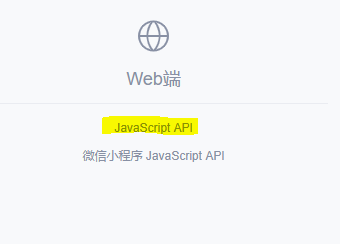 Web端
JavaScript API
微信小程序 JavaScript API